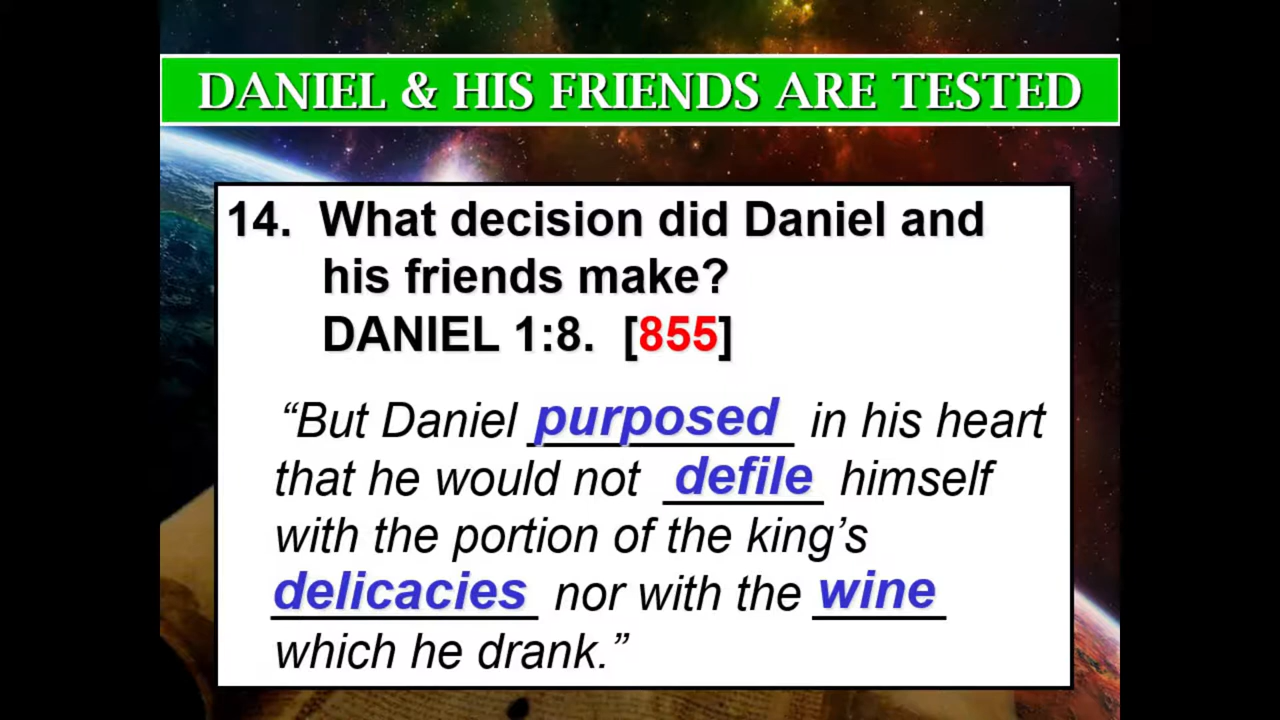 DANIEL & HIS FRIENDS ARE TESTED
14. What decision did Daniel and
his friends make?
DANIEL 1:8. [855]
“But Daniel purposed in his heart
that he would not defile himself
with the portion of the king’s
delicacies nor with the wine
which he drank.”